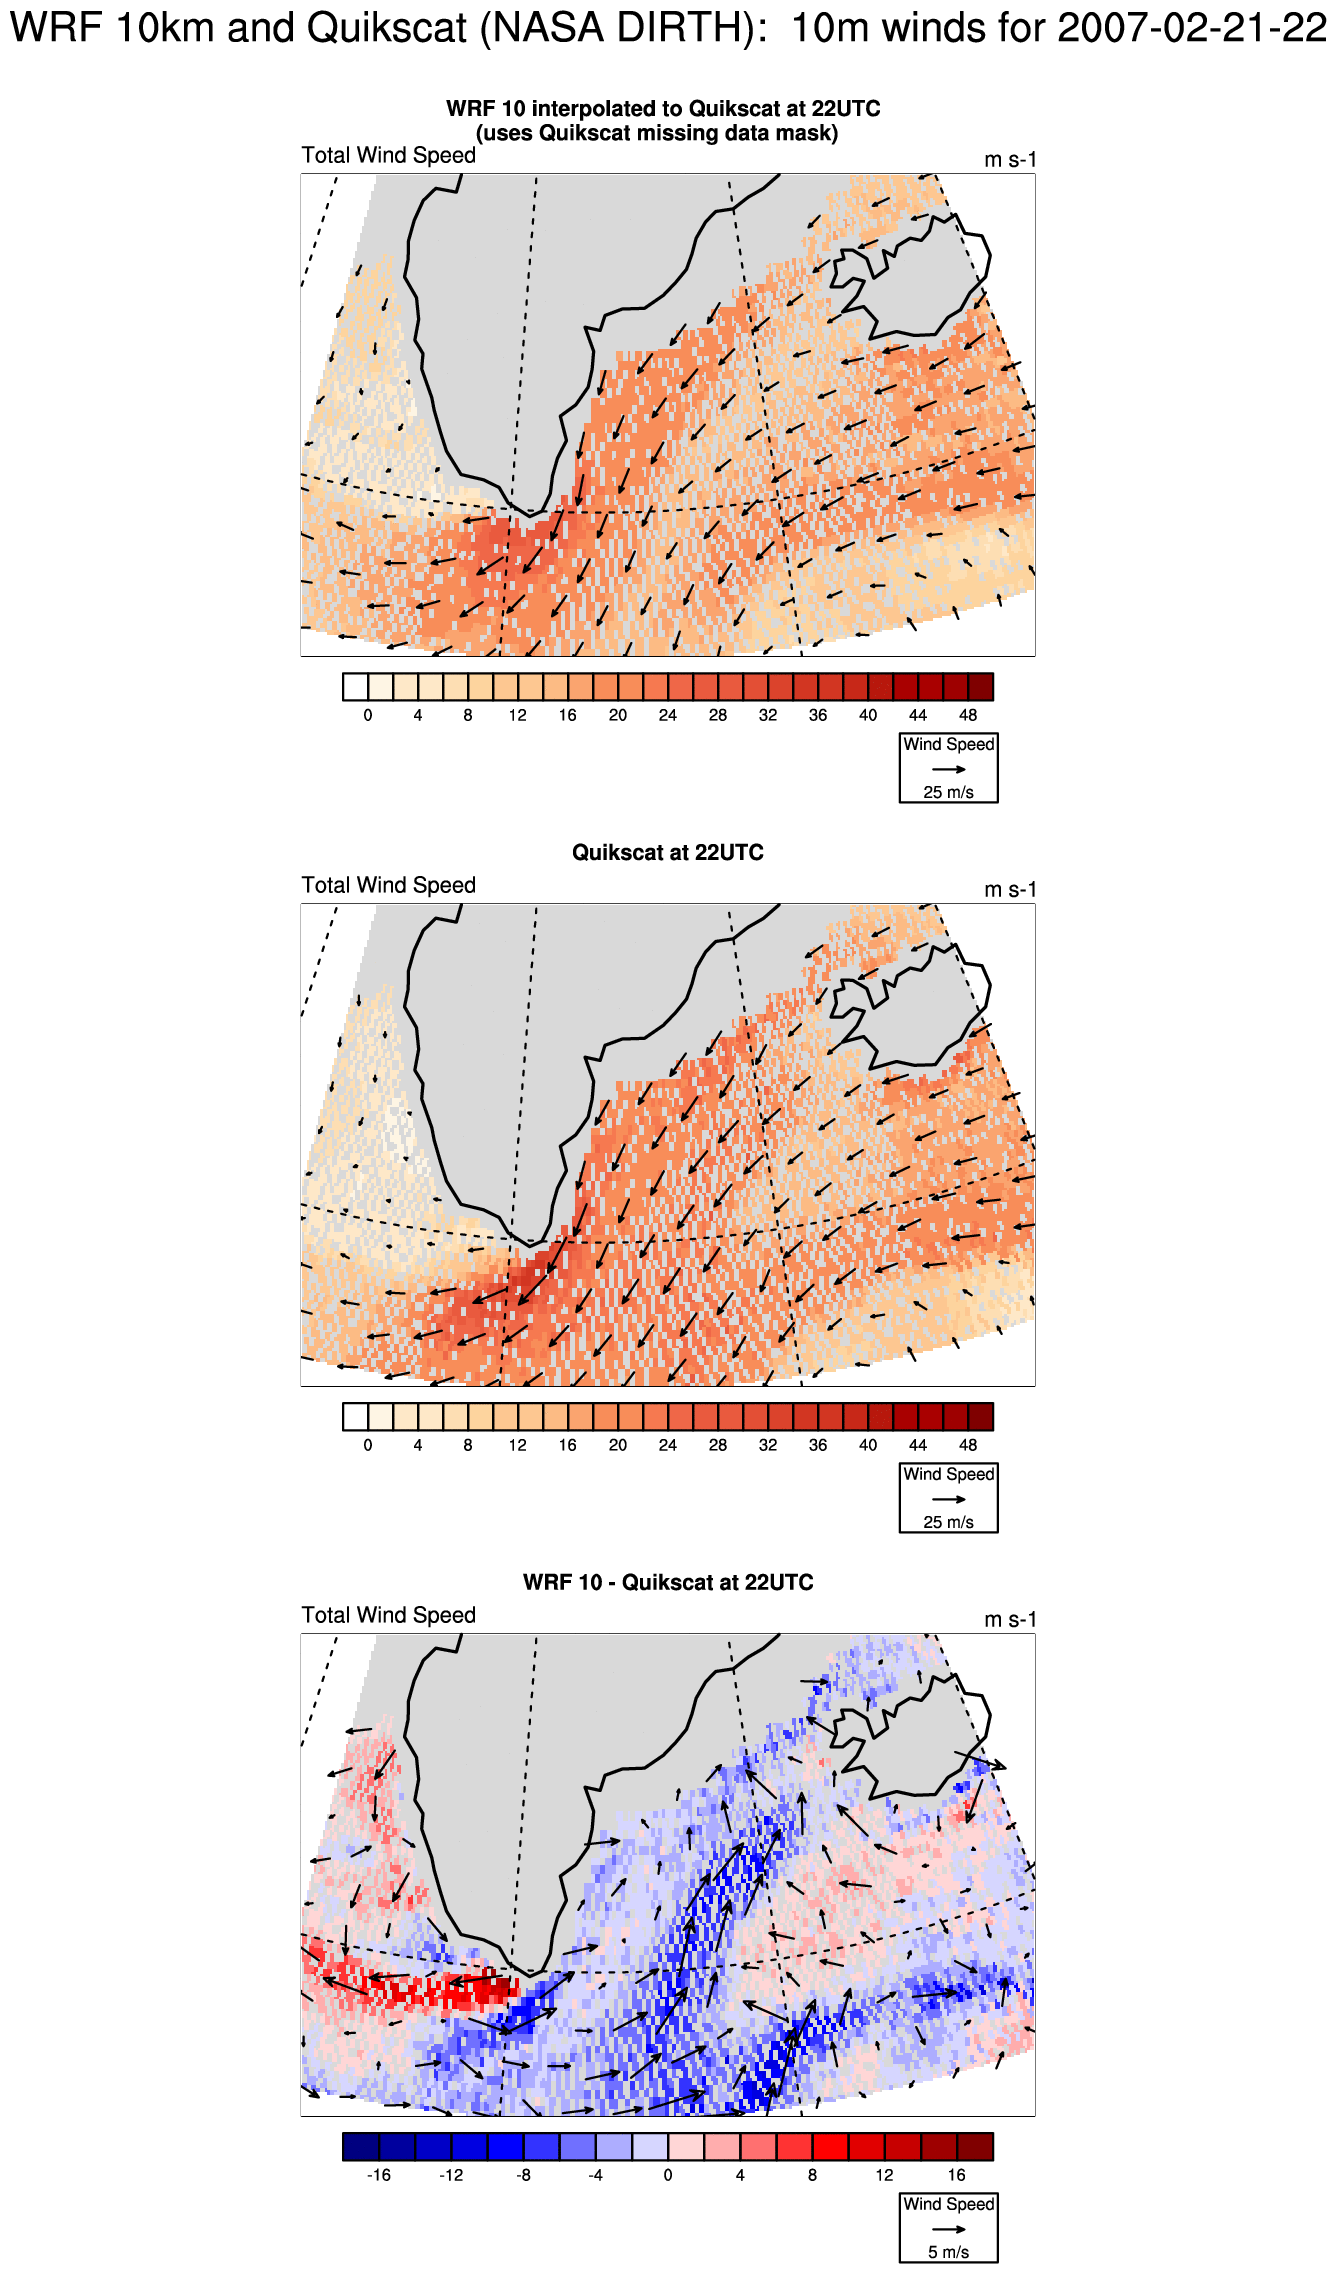 WRF 10km and Quikscat (NASA DIRTH):  10m winds for 2007-02-21-22
WRF 10 interpolated to Quikscat at 22UTC
(uses Quikscat missing data mask)
Total Wind Speed m s-1
0 4 8 12 16 20 24 28 32 36 40 44 48
Wind Speed
25 m/s
Quikscat at 22UTC
Total Wind Speed m s-1
0 4 8 12 16 20 24 28 32 36 40 44 48
Wind Speed
25 m/s
WRF 10 - Quikscat at 22UTC
Total Wind Speed m s-1
-16 -12 -8 -4 0 4 8 12 16
Wind Speed
5 m/s